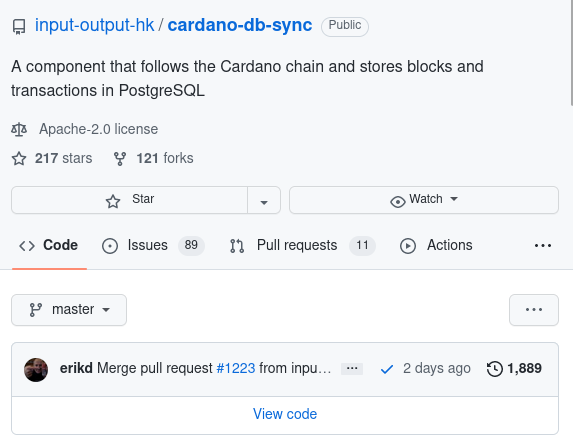 input-output-hk / cardano-db-sync Public
A component that follows the Cardano chain and stores blocks and
transactions in PostgreSQL
Apache-2.0 license
217 stars 121 forks
Star Watch
Code Issues 89 Pull requests 11 Actions ...
master ...
erikd Merge pull request #1223 from inpu… ... 2 days ago 1,889
View code